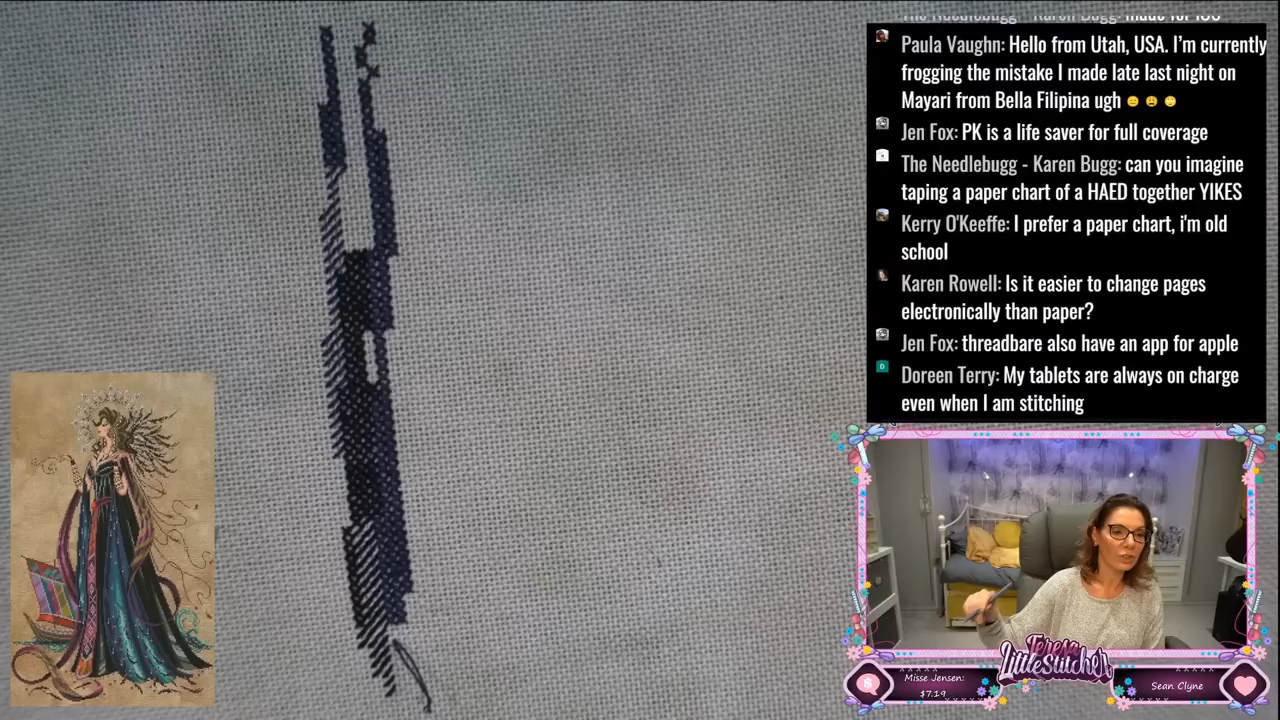 Paula Vaughn: Hello from Utah, USA. I'm currently
frogging the mistake I made late last night on
Mayari from Bella Filipina ugh
Jen Fox: PK is a life saver for full coverage
The Needlebugg - Karen Bugg: can you imagine
taping a paper chart of a HAED together YIKES
Kerry O'Keeffe: I prefer a paper chart, i'm old
school
Karen Rowell: Is it easier to change pages
electronically than paper?
Jen Fox: threadbare also have an app for apple
Doreen Terry: My tablets are always on charge
even when I am stitching
Teresa
LittleStitcher
Misse Jensen:
$7.19
Sean Clyne